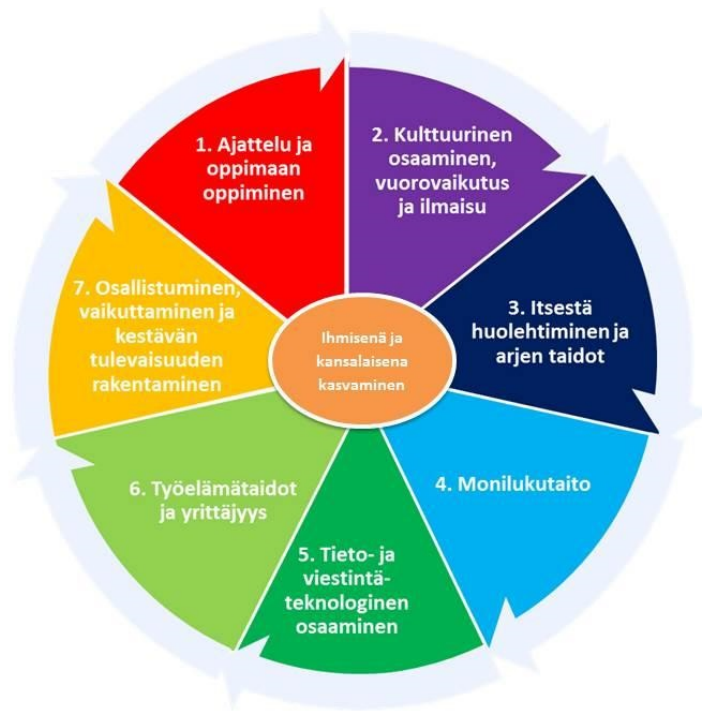 1. Ajattelu ja
oppimaan
oppiminen
2. Kulttuurinen
osaaminen,
vuorovaikutus
ja ilmaisu
3. Itsestä
huolehtiminen ja
arjen taidot
4. Monilukutaito
5. Tieto- ja
viestintä-
teknologinen
osaaminen
6. Työelämätaidot
ja yrittäjyys
7. Osallistuminen,
vaikuttaminen ja
kestävän
tulevaisuuden
rakentaminen
Ihmisenä ja
kansalaisena
kasvaminen